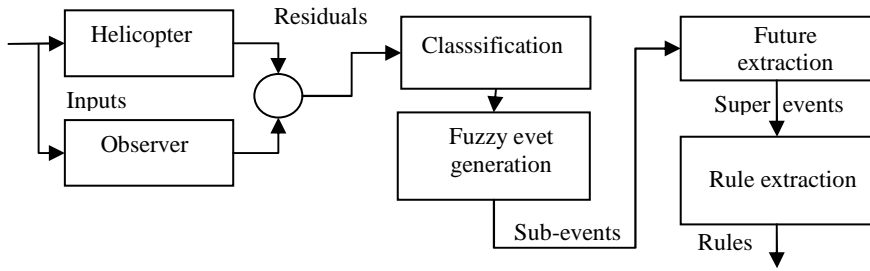 Residuals
Helicopter
Inputs
Observer
Classsification
Fuzzy evet
generation
Sub-events
Future
extraction
Super events
Rule extraction
Rules